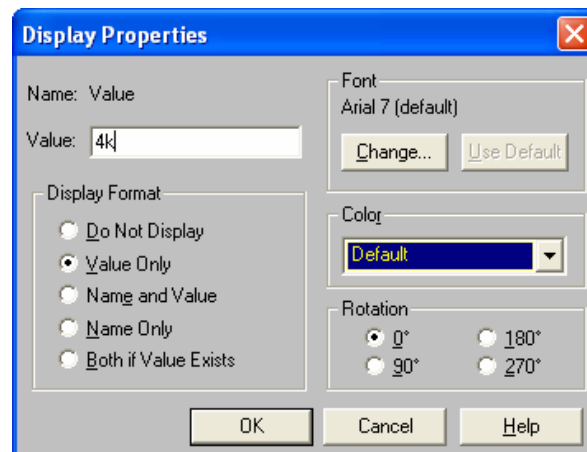 Display Properties
Name: Value
Value: 4k
Display Format
Do Not Display
Value Only
Name and Value
Name Only
Both if Value Exists
Font
Arial 7 (default)
Change... Use Default
Color
Default
Rotation
0° 180°
90° 270°
OK Cancel Help